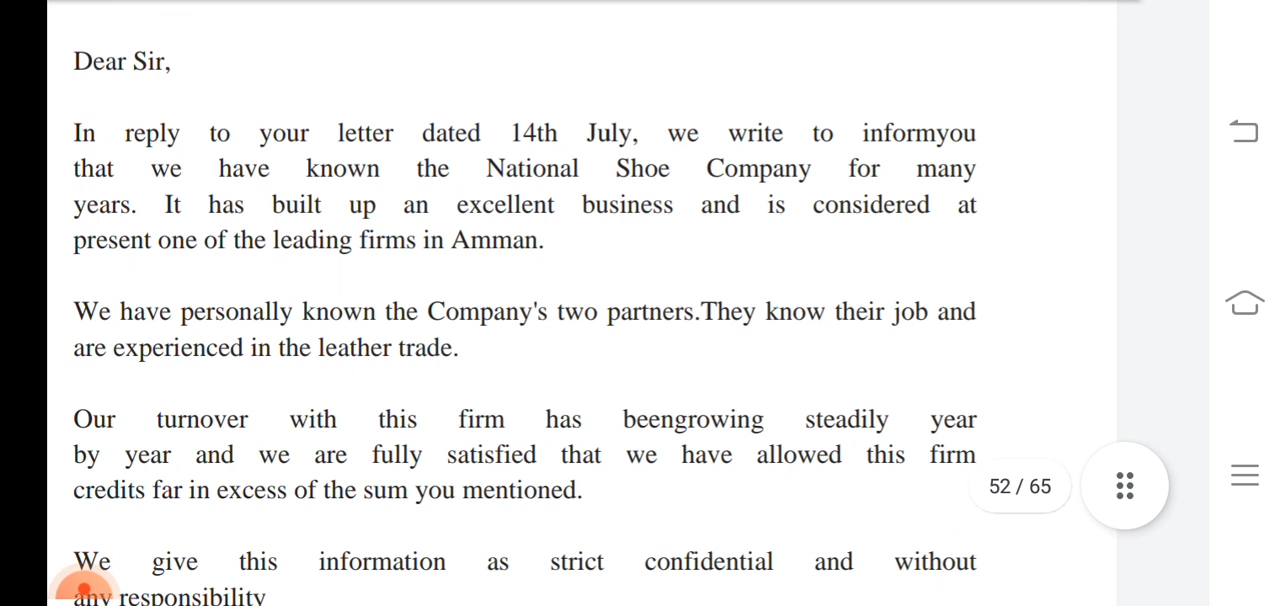 Dear Sir,
In reply to your letter dated 14th July, we write to informyou
that we have known the National Shoe Company for many
years. It has built up an excellent business and is considered at
present one of the leading firms in Amman.
We have personally known the Company's two partners.They know their job and
are experienced in the leather trade.
Our turnover with this firm has beengrowing steadily year
by year and we are fully satisfied that we have allowed this firm
credits far in excess of the sum you mentioned.
52 / 65
We give this information as strict confidential and without
any responsibility